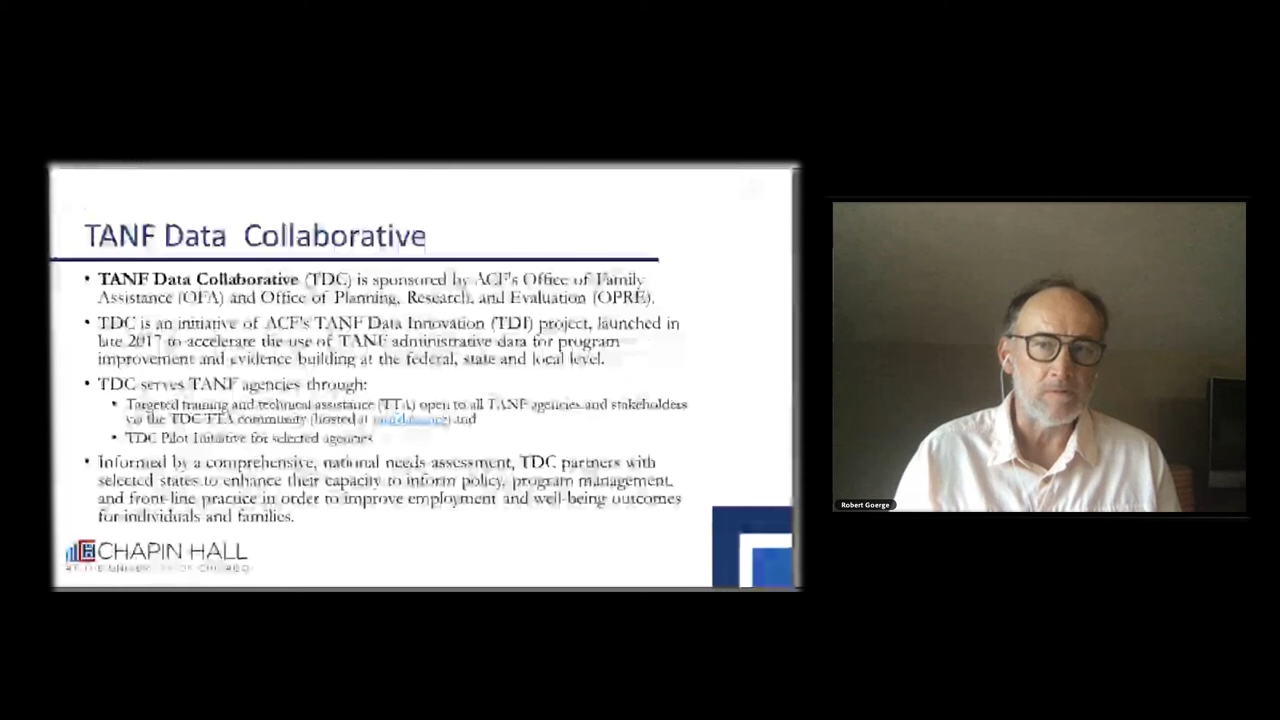 TANF Data Collaborative
• TANF Data Collaborative (TDC) is sponsored by ACF's Office of Family
Assistance (OFA) and Office of Planning, Research, and Evaluation (OPRE).
• TDC is an initiative of ACF's TANF Data Innovation (TDI) project, launched in
late 2017 to accelerate the use of TANF administrative data for program
improvement and evidence building at the federal, state and local level.
• TDC serves TANF agencies through:
• Targeted training and technical assistance (TTA) open to all TANF agencies and stakeholders
via the TDC TTA community (hosted at and
• TDC Pilot Initiative for selected agencies
• Informed by a comprehensive, national needs assessment, TDC partners with
selected states to enhance their capacity to inform policy, program management,
and front-line practice in order to improve employment and well-being outcomes
for individuals and families.
CHAPIN HALL
AT THE UNIVERSITY OF CHICAGO
Robert Goerge